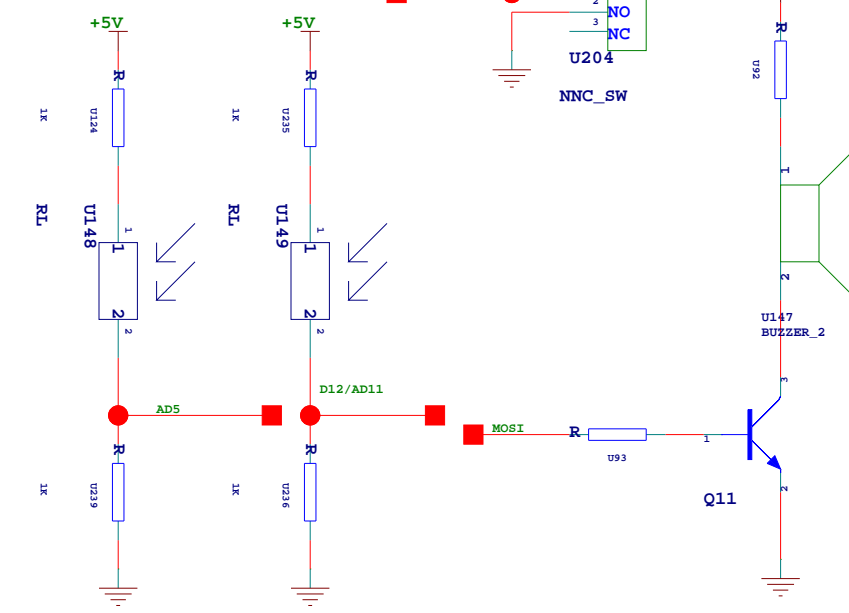 +5V
+5V
2
NO
3
NC
U204
NNC_SW
R
U92
R
U124
1K
R
U235
1K
RL
U148
1
1
2
2
RL
U149
1
1
2
2
1
2
U147
BUZZER_2
AD5
D12/AD11
MOSI
R
U93
1
3
2
Q11
R
U239
1K
R
U236
1K